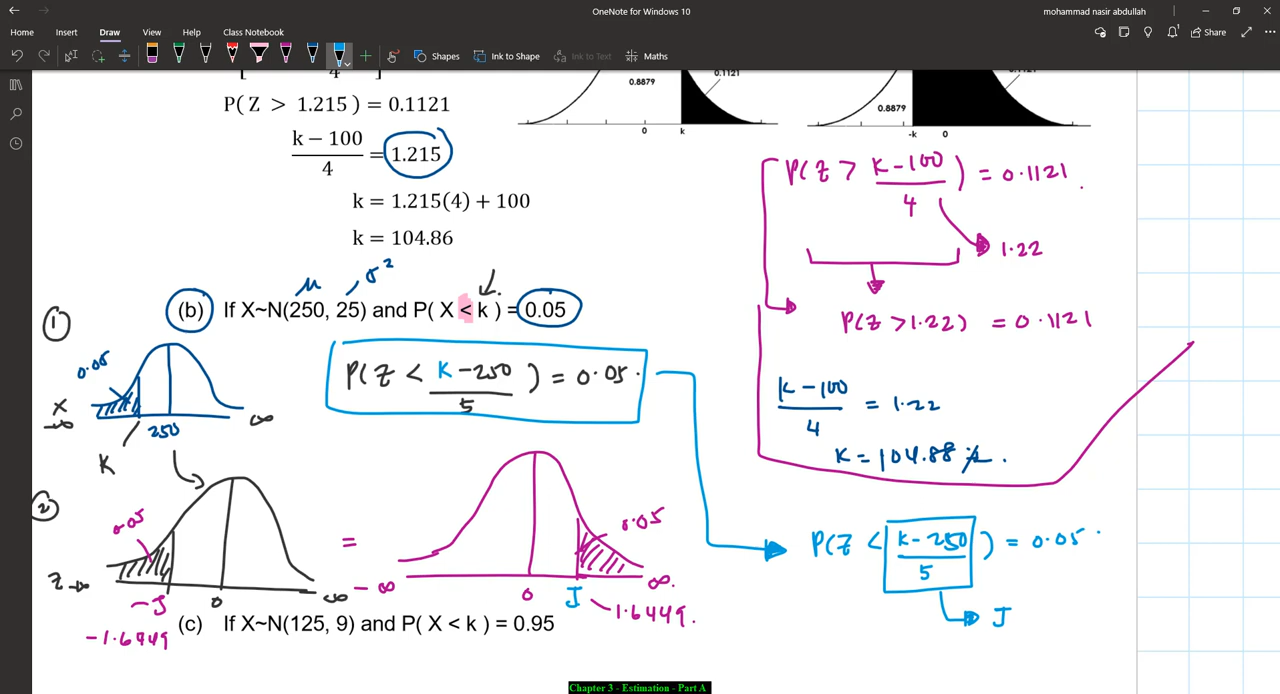 OneNote for Windows 10
mohammad nasir abdullah
Home Insert Draw View Help Class Notebook
Share
Shapes Ink to Shape Ink to Text Maths
4
P( Z > 1.215 ) = 0.1121
k − 100
4
= 1.215
k = 1.215(4) + 100
k = 104.86
0.8879
0.1121
0 k
0.8879
0.1121
-k 0
P(Z > K-100
4
) = 0.1121
1.22
P(Z > 1.22) = 0.1121
K-100
4
= 1.22
K = 104.88
μ , σ²
(b) If X~N(250, 25) and P( X < k ) = 0.05
1
0.05
X
-∞ 250 ∞
K
P(Z < K-250
5
) = 0.05.
2
0.05
Z -∞ -J 0 ∞
-1.6449
=
0.05
-∞ 0 J ∞.
1.6449.
P(Z < K-250
5
) = 0.05.
J
(c) If X~N(125, 9) and P( X < k ) = 0.95
Chapter 3 - Estimation - Part A